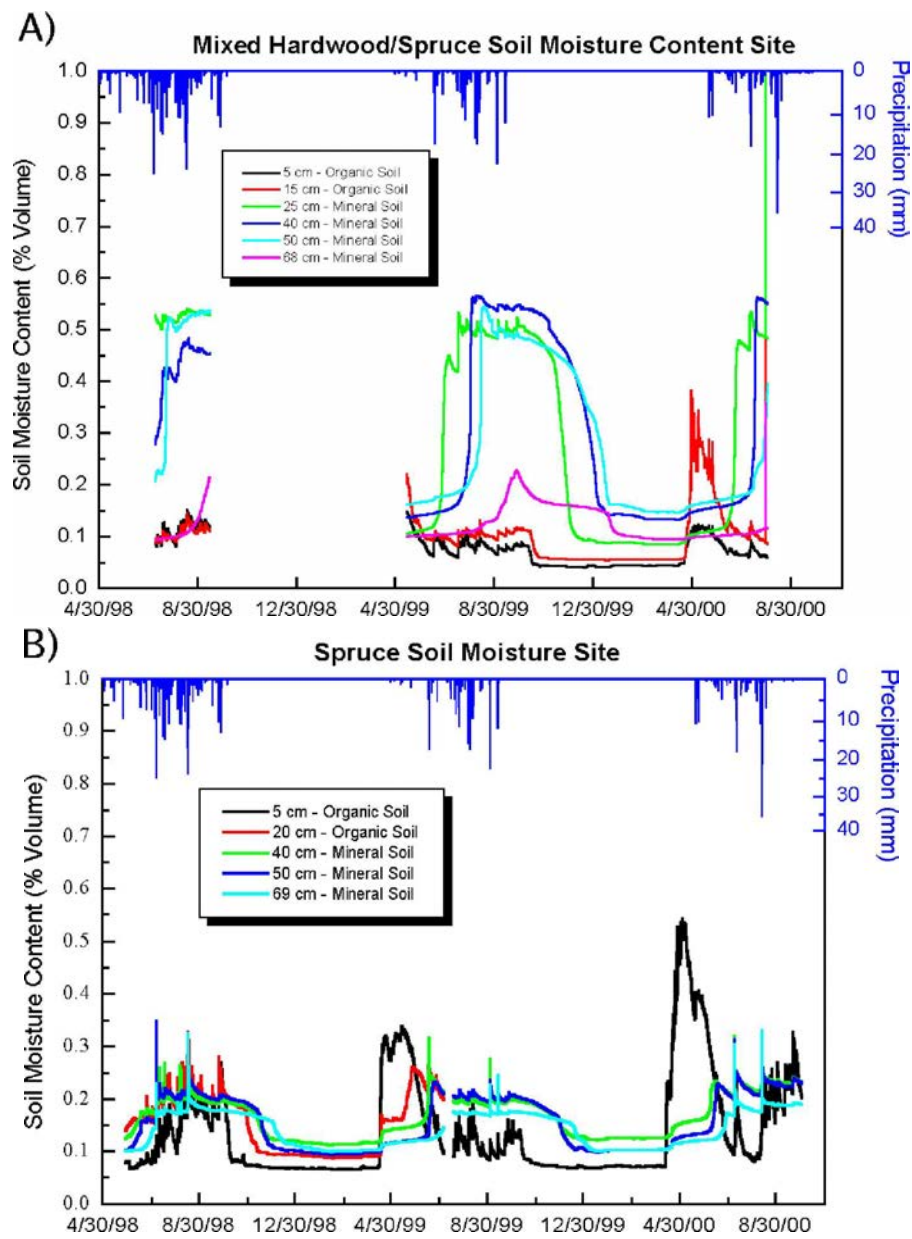 A)
Mixed Hardwood/Spruce Soil Moisture Content Site
Soil Moisture Content (% Volume)
1.0
0.9
0.8
0.7
0.6
0.5
0.4
0.3
0.2
0.1
0.0
5 cm - Organic Soil
15 cm - Organic Soil
25 cm - Mineral Soil
40 cm - Mineral Soil
50 cm - Mineral Soil
68 cm - Mineral Soil
0
10
20
30
40
Precipitation (mm)
4/30/98 8/30/98 12/30/98 4/30/99 8/30/99 12/30/99 4/30/00 8/30/00
B)
Spruce Soil Moisture Site
Soil Moisture Content (% Volume)
1.0
0.9
0.8
0.7
0.6
0.5
0.4
0.3
0.2
0.1
0.0
5 cm - Organic Soil
20 cm - Organic Soil
40 cm - Mineral Soil
50 cm - Mineral Soil
69 cm - Mineral Soil
0
10
20
30
40
Precipitation (mm)
4/30/98 8/30/98 12/30/98 4/30/99 8/30/99 12/30/99 4/30/00 8/30/00